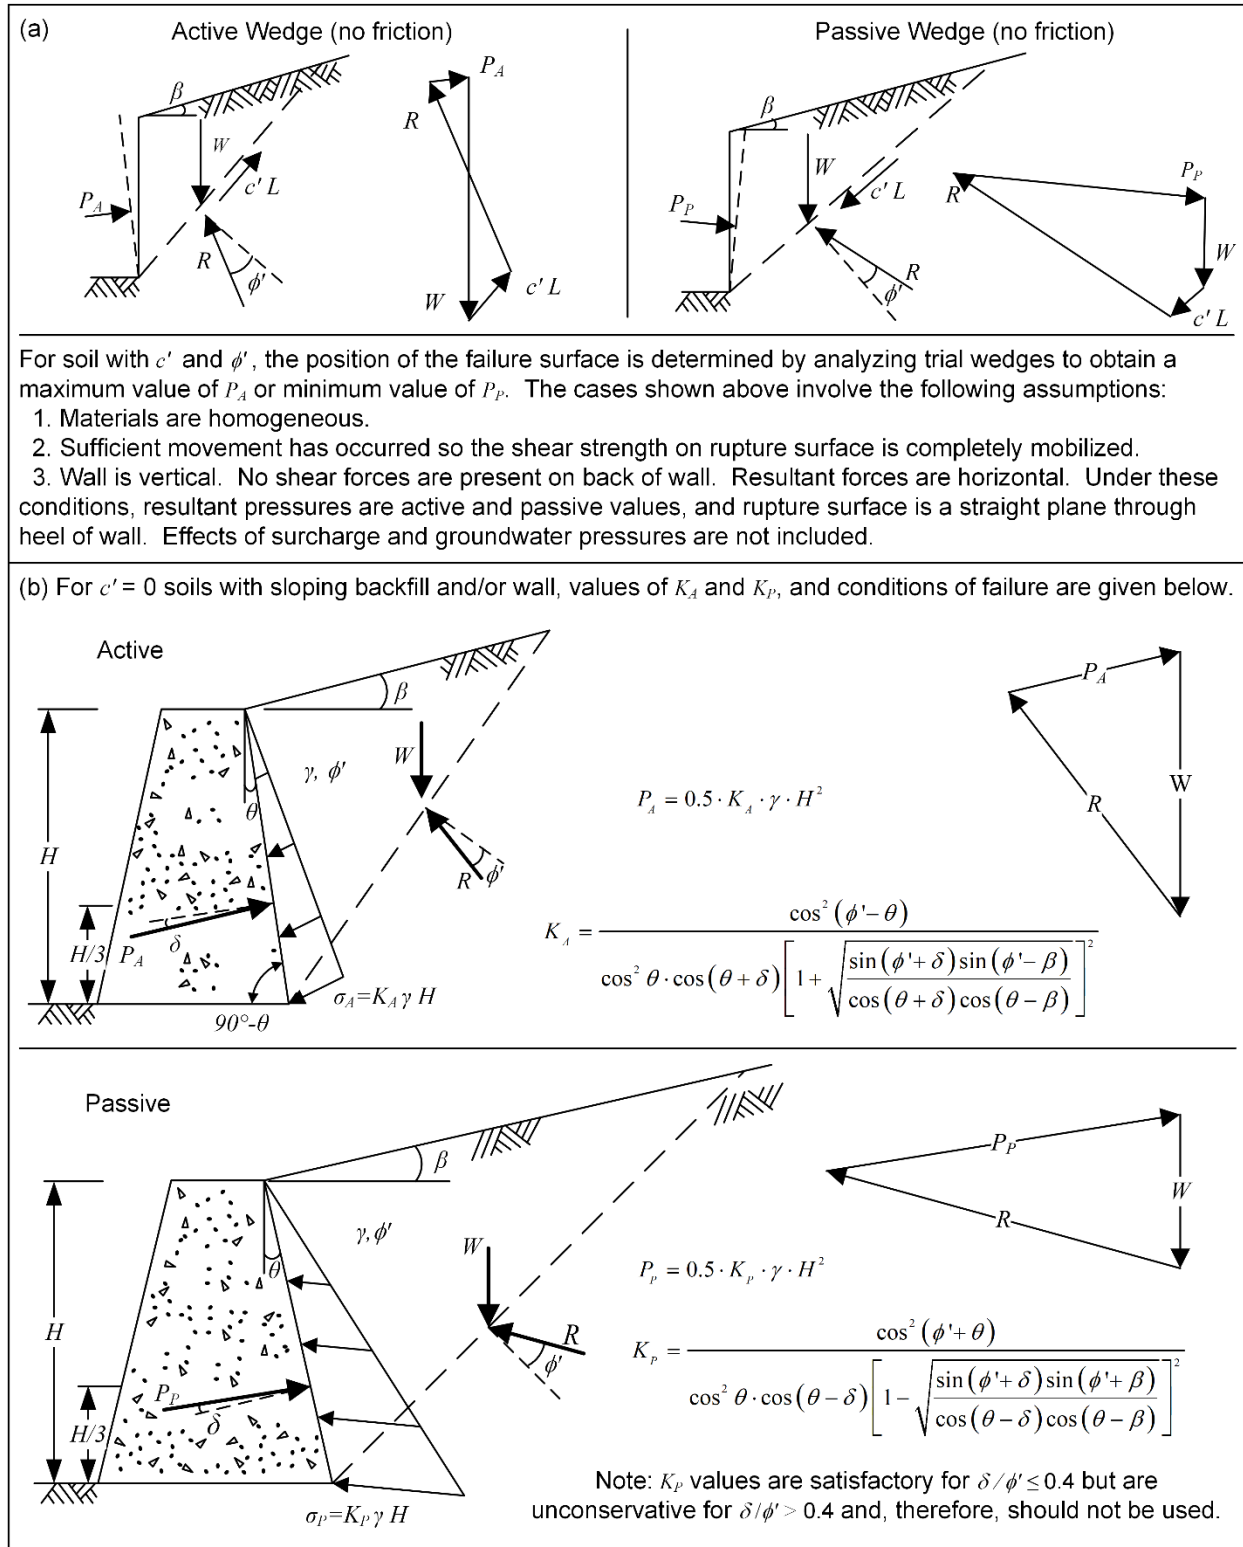 (a)
Active Wedge (no friction)
Passive Wedge (no friction)
β
W
c' L
P_A
R
ϕ'
P_A
R
W
c' L
β
W
c' L
P_P
R
ϕ'
P_P
R
W
c' L
For soil with c' and ϕ', the position of the failure surface is determined by analyzing trial wedges to obtain a
maximum value of P_A or minimum value of P_P. The cases shown above involve the following assumptions:
1. Materials are homogeneous.
2. Sufficient movement has occurred so the shear strength on rupture surface is completely mobilized.
3. Wall is vertical. No shear forces are present on back of wall. Resultant forces are horizontal. Under these
conditions, resultant pressures are active and passive values, and rupture surface is a straight plane through
heel of wall. Effects of surcharge and groundwater pressures are not included.
(b) For c' = 0 soils with sloping backfill and/or wall, values of K_A and K_P, and conditions of failure are given below.
Active
β
W
γ, ϕ'
θ
H
R
ϕ'
H/3
P_A
δ
σ_A=K_A γ H
90°-θ
P_A
W
R
P_A = 0.5 · K_A · γ · H^2
K_A = cos^2(ϕ'-θ) / (cos^2 θ · cos(θ+δ) [1 + √(sin(ϕ'+δ) sin(ϕ'-β) / (cos(θ+δ) cos(θ-β)))]^2)
Passive
β
γ,ϕ'
W
θ
H
R
ϕ'
P_P
δ
H/3
σ_P=K_P γ H
P_P
W
R
P_P = 0.5 · K_P · γ · H^2
K_P = cos^2(ϕ'+θ) / (cos^2 θ · cos(θ-δ) [1 - √(sin(ϕ'+δ) sin(ϕ'+β) / (cos(θ-δ) cos(θ-β)))]^2)
Note: K_P values are satisfactory for δ/ϕ' ≤ 0.4 but are
unconservative for δ/ϕ' > 0.4 and, therefore, should not be used.